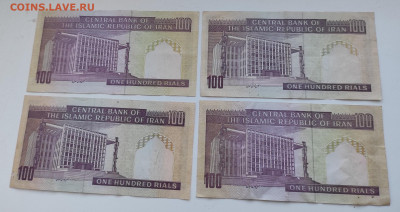 COINS.LAVE.RU
CENTRAL BANK OF
THE ISLAMIC REPUBLIC OF IRAN
100
100
ONE HUNDRED RIALS
CENTRAL BANK OF
THE ISLAMIC REPUBLIC OF IRAN
100
100
ONE HUNDRED RIALS
CENTRAL BANK OF
THE ISLAMIC REPUBLIC OF IRAN
100
100
ONE HUNDRED RIALS
CENTRAL BANK OF
THE ISLAMIC REPUBLIC OF IRAN
100
100
ONE HUNDRED RIALS